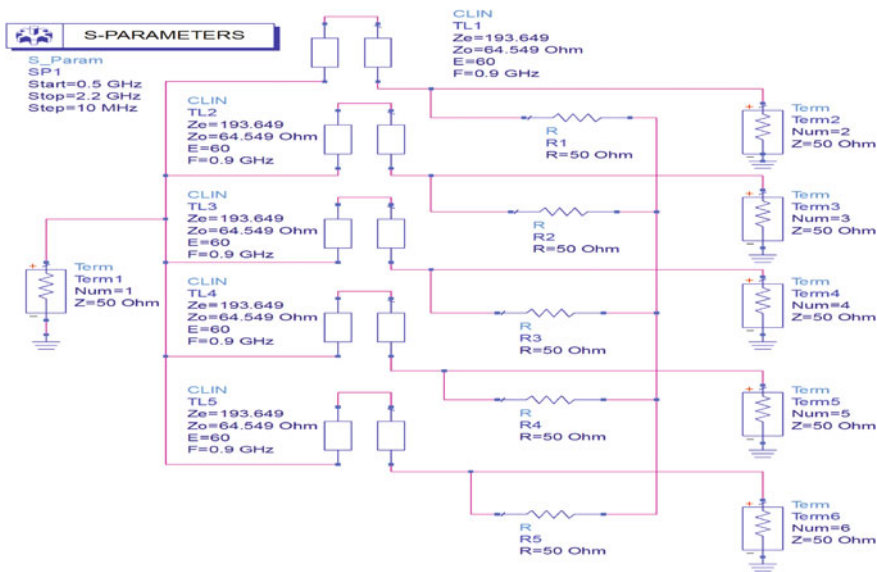 S-PARAMETERS
S_Param
SP1
Start=0.5 GHz
Stop=2.2 GHz
Step=10 MHz
CLIN
TL1
Ze=193.649
Zo=64.549 Ohm
E=60
F=0.9 GHz
CLIN
TL2
Ze=193.649
Zo=64.549 Ohm
E=60
F=0.9 GHz
R
R1
R=50 Ohm
+
Term
Term2
Num=2
Z=50 Ohm
-
CLIN
TL3
Ze=193.649
Zo=64.549 Ohm
E=60
F=0.9 GHz
R
R2
R=50 Ohm
+
Term
Term3
Num=3
Z=50 Ohm
-
+
Term
Term1
Num=1
Z=50 Ohm
-
CLIN
TL4
Ze=193.649
Zo=64.549 Ohm
E=60
F=0.9 GHz
R
R3
R=50 Ohm
+
Term
Term4
Num=4
Z=50 Ohm
-
CLIN
TL5
Ze=193.649
Zo=64.549 Ohm
E=60
F=0.9 GHz
R
R4
R=50 Ohm
+
Term
Term5
Num=5
Z=50 Ohm
-
R
R5
R=50 Ohm
+
Term
Term6
Num=6
Z=50 Ohm
-